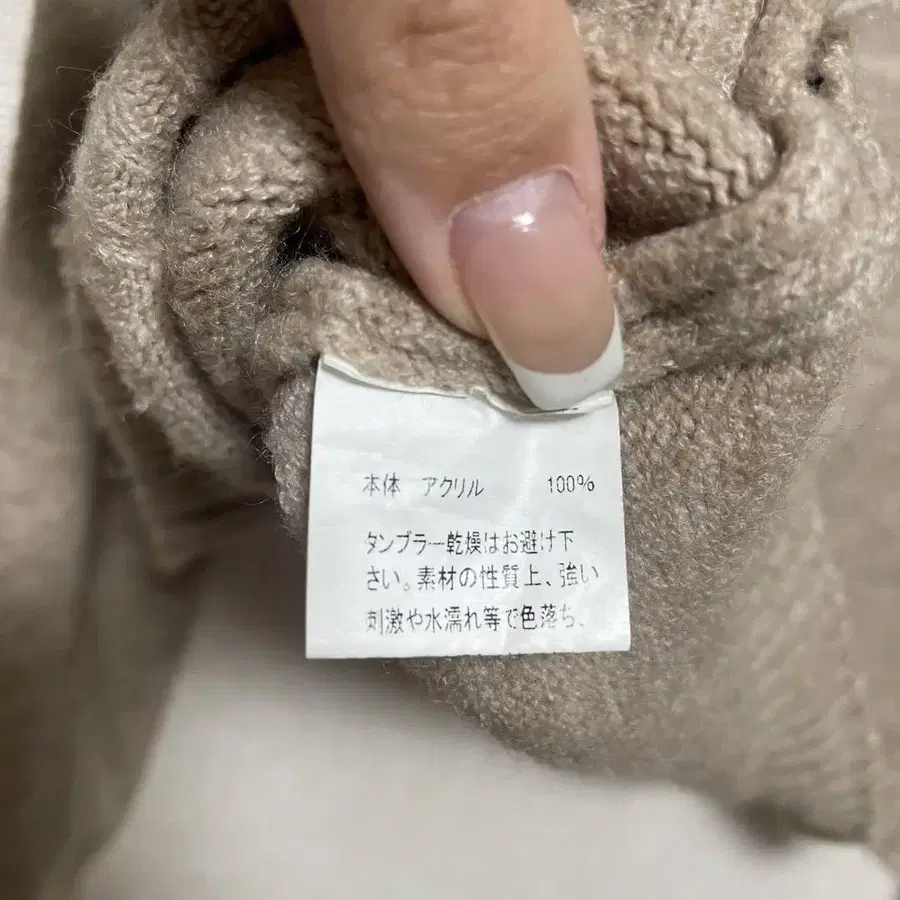 本体 アクリル 100%
タンブラー乾燥はお避け下
さい。素材の性質上、強い
刺激や水濡れ等で色落ち、